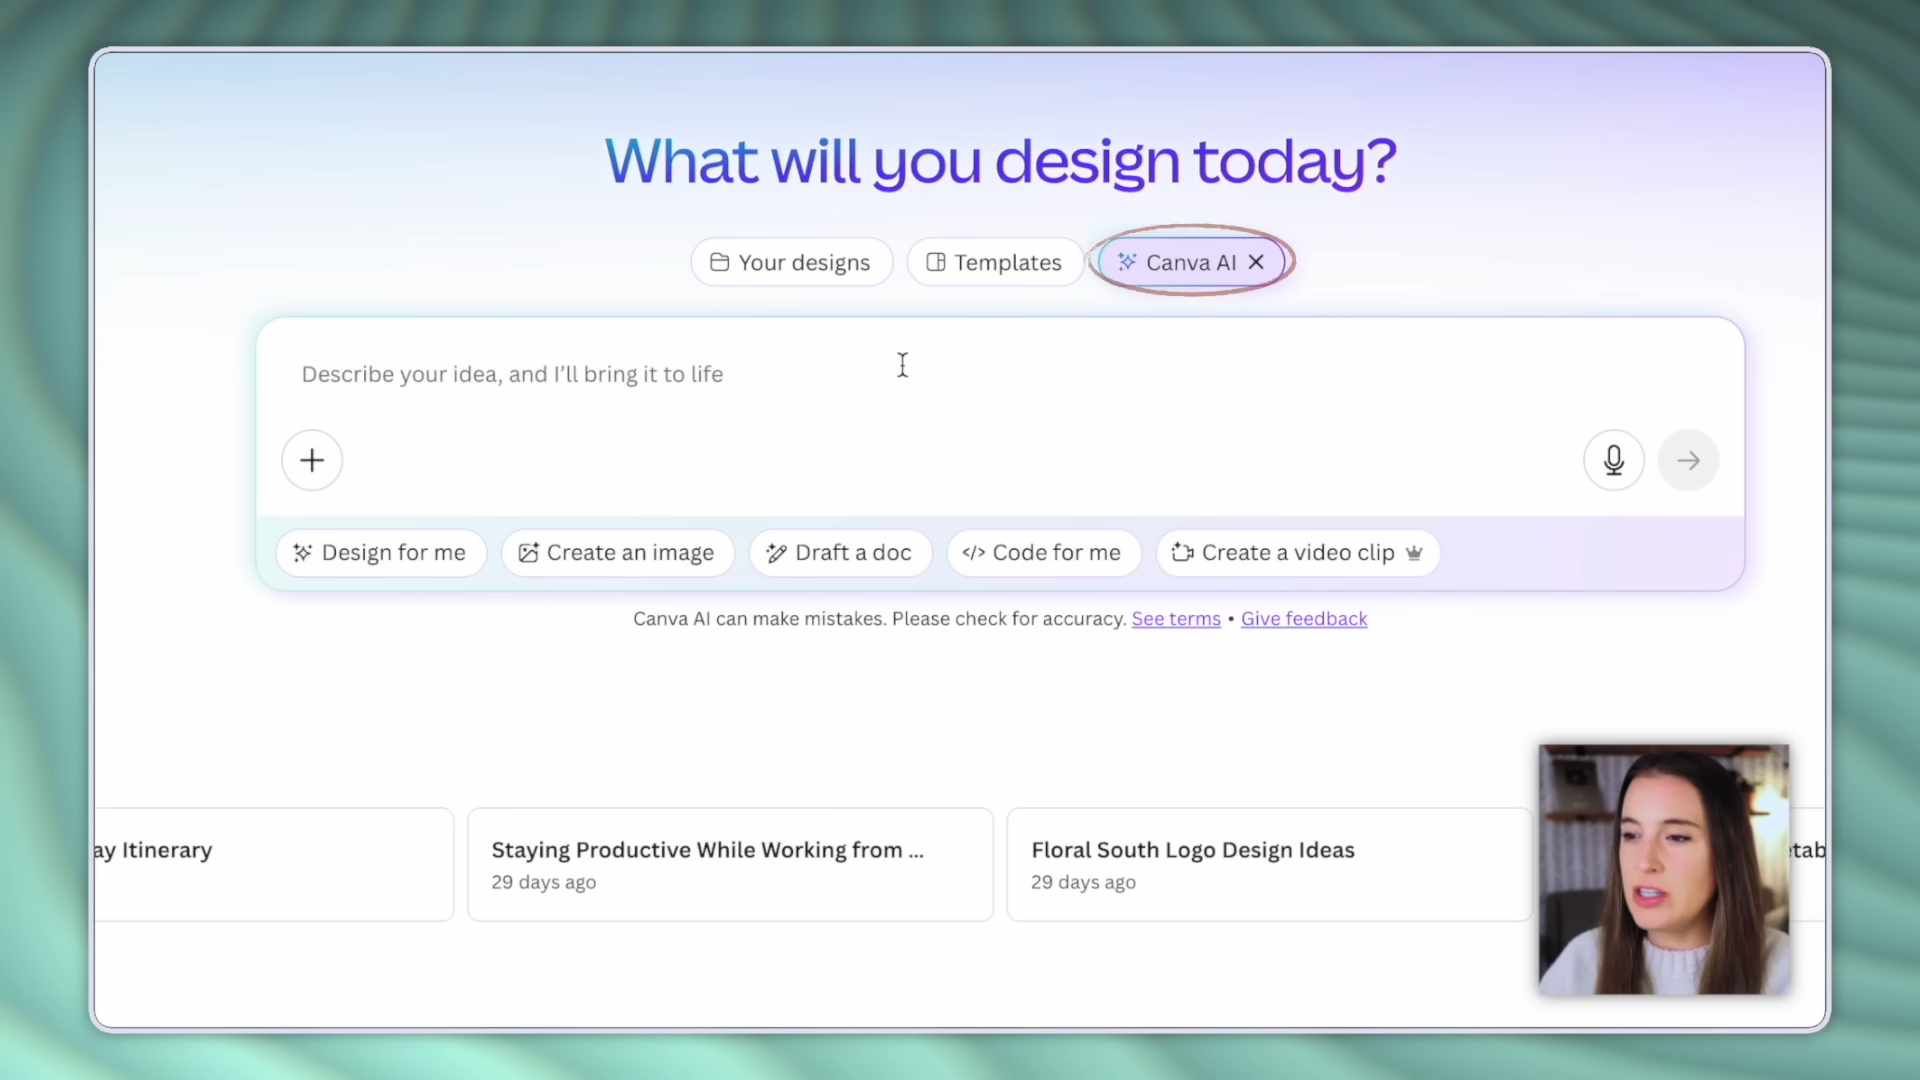 What will you design today?
Your designs
Templates
Canva AI
Describe your idea, and I'll bring it to life
Design for me
Create an image
Draft a doc
</> Code for me
Create a video clip
Canva AI can make mistakes. Please check for accuracy. See terms • Give feedback
ay Itinerary
Staying Productive While Working from ...
29 days ago
Floral South Logo Design Ideas
29 days ago
etab